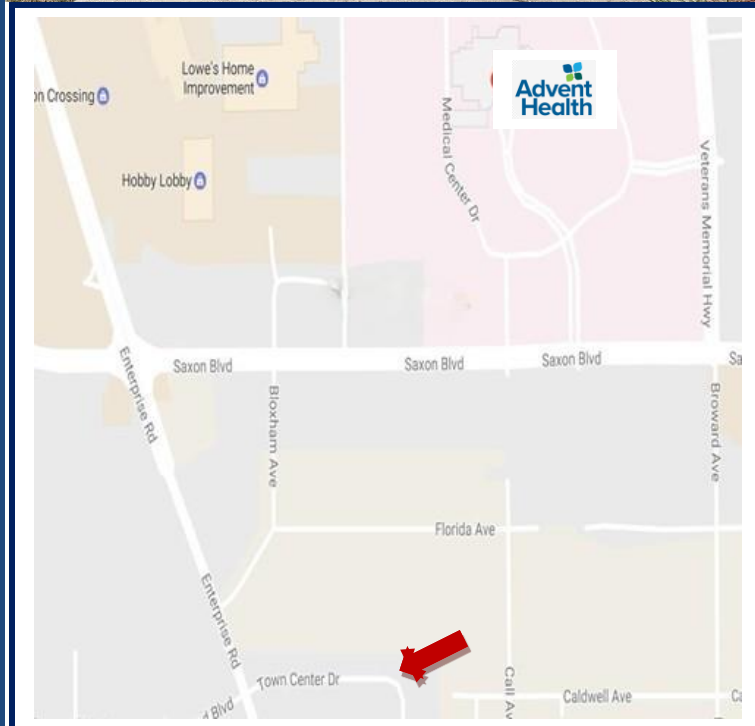 Lowe's Home
Improvement
on Crossing
Advent
Health
Medical Center Dr
Hobby Lobby
Veterans Memorial Hwy
Enterprise Rd
Saxon Blvd
Saxon Blvd
Saxon Blvd
Sa
Bloxham Ave
Broward Ave
Florida Ave
Enterprise Rd
Town Center Dr
Call Av
Caldwell Ave
Ca
d Blvd